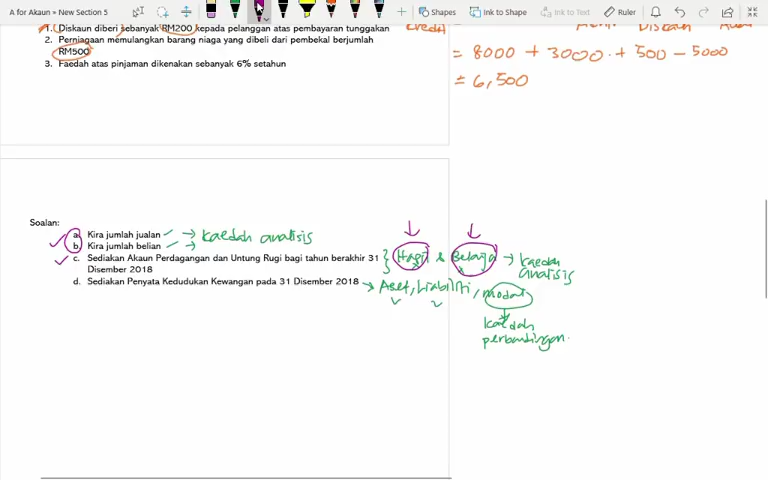 A for Akaun > New Section 5
Shapes
Ink to Shape
Ink to Text
Ruler
1. Diskaun diberi sebanyak RM200 kepada pelanggan atas pembayaran tunggakan
2. Perniagaan memulangkan barang niaga yang dibeli dari pembekal berjumlah
RM500
3. Faedah atas pinjaman dikenakan sebanyak 6% setahun
kredit
= 8000 + 3000 + 500 - 5000
= 6,500
Soalan:
a. Kira jumlah jualan
→ kaedah analisis
b. Kira jumlah belian →
c. Sediakan Akaun Perdagangan dan Untung Rugi bagi tahun berakhir 31
Disember 2018
} Hasil & Belanja → kaedah
analisis
d. Sediakan Penyata Kedudukan Kewangan pada 31 Disember 2018
→ Aset, Liabiliti, modal
kaedah
perbandingan.